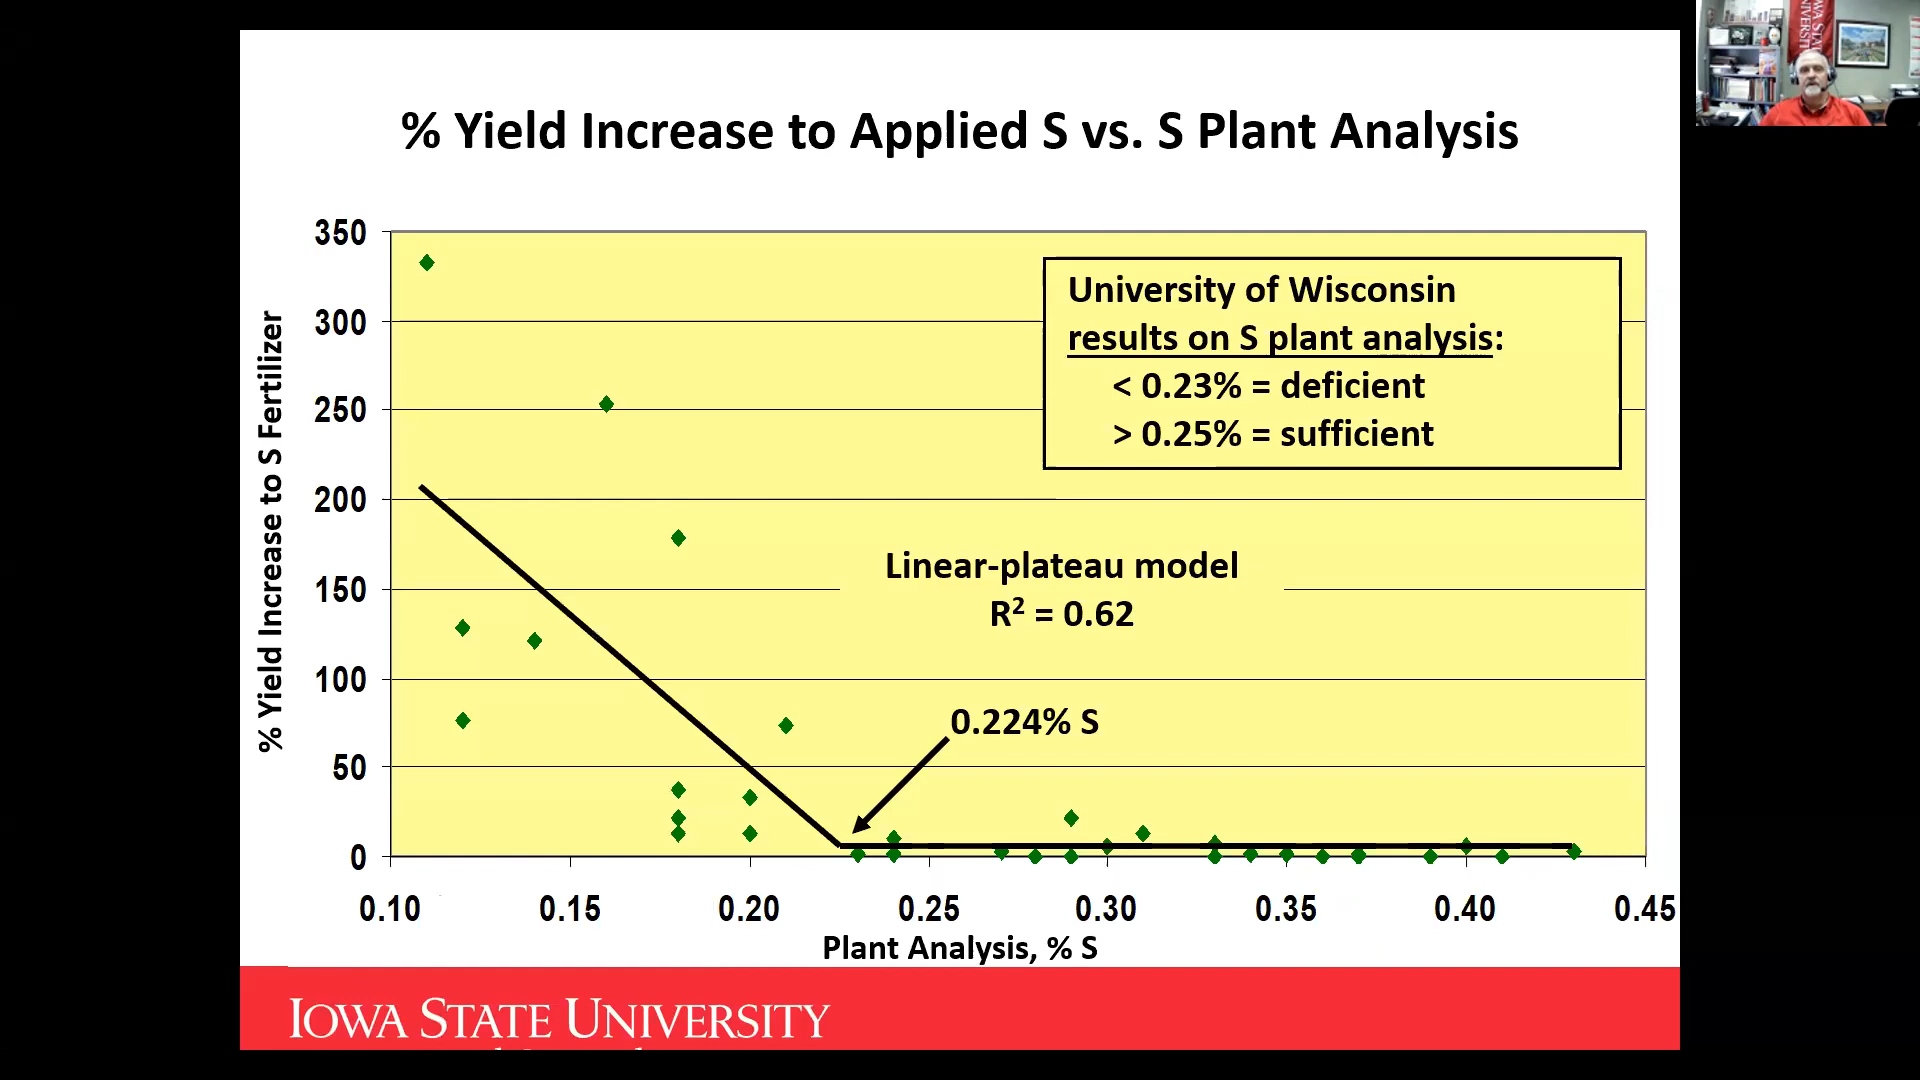 % Yield Increase to Applied S vs. S Plant Analysis
% Yield Increase to S Fertilizer
350
300
250
200
150
100
50
0
University of Wisconsin
results on S plant analysis:
< 0.23% = deficient
> 0.25% = sufficient
Linear-plateau model
R² = 0.62
0.224% S
0.10 0.15 0.20 0.25 0.30 0.35 0.40 0.45
Plant Analysis, % S
IOWA STATE UNIVERSITY